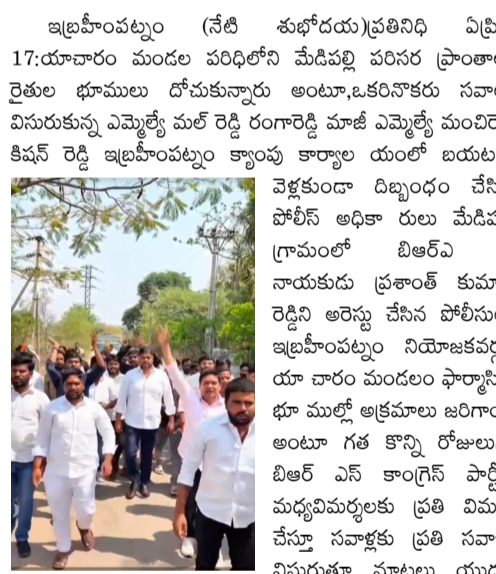 ఇబ్రహీంపట్నం (నేటి శుభోదయ)ప్రతినిధి ఏప్రి
17:యాచారం మండల పరిధిలోని మేడిపల్లి పరిసర ప్రాంతాల
రైతుల భూములు దోచుకున్నారు అంటూ,ఒకరినొకరు సవా
విసురుకున్న ఎమ్మెల్యే మల్ రెడ్డి రంగారెడ్డి మాజీ ఎమ్మెల్యే మంచిరె
కిషన్ రెడ్డి ఇబ్రహీంపట్నం క్యాంపు కార్యాల యంలో బయట
వెళ్లకుండా దిబ్బంధం చేసి
పోలీస్ అధికా రులు మేడిప
గ్రామంలో బిఆర్ఎ
నాయకుడు ప్రశాంత్ కుమా
రెడ్డిని అరెస్టు చేసిన పోలీసు
ఇబ్రహీంపట్నం నియోజకవర్గ
యా చారం మండలం ఫార్మాసి
భూ ముల్లో అక్రమాలు జరిగా
అంటూ గత కొన్ని రోజులు
బిఆర్ ఎస్ కాంగ్రెస్ పార్టీ
మధ్యవిమర్శలకు ప్రతి విమ
చేస్తూ సవాళ్లకు ప్రతి సవా
విసురుతూ మాటలు యుద్